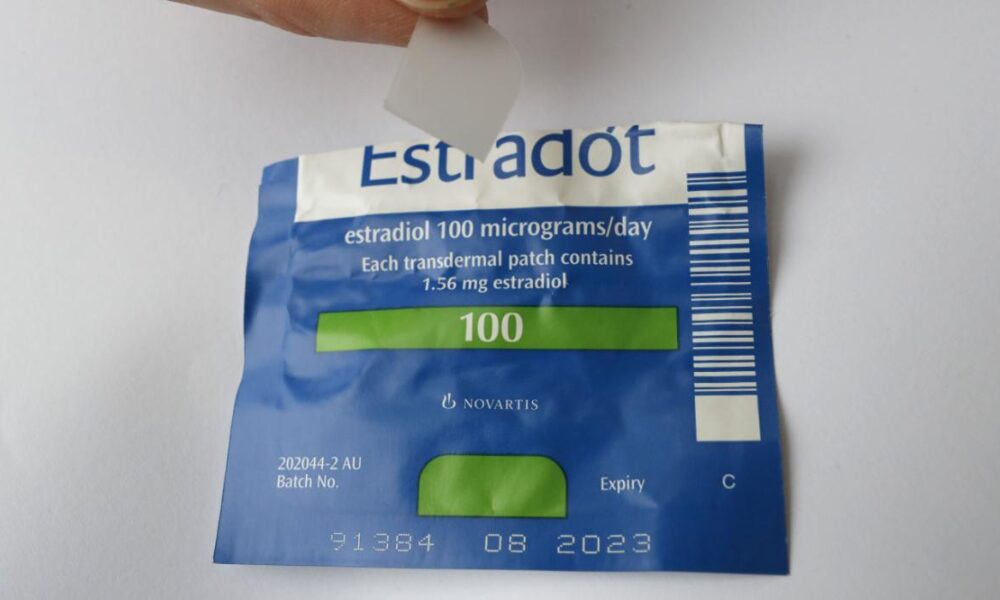 Estradot
estradiol 100 micrograms/day
Each transdermal patch contains
1.56 mg estradiol
100
NOVARTIS
202044-2 AU
Batch No.
Expiry
C
91384 08 2023